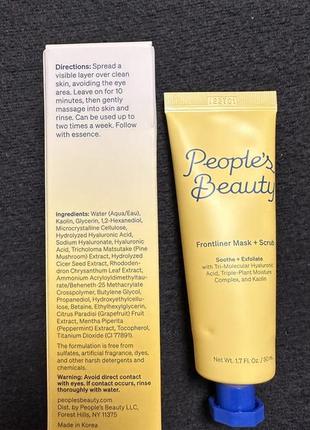 Directions: Spread a
visible layer over clean
skin, avoiding the eye
area. Leave on for 10
minutes, then gently
massage into skin and
rinse. Can be used up to
two times a week. Follow
with essence.
Ingredients: Water (Aqua/Eau),
Kaolin, Glycerin, 1,2-Hexanediol,
Microcrystalline Cellulose,
Hydrolyzed Hyaluronic Acid,
Sodium Hyaluronate, Hyaluronic
Acid, Tricholoma Matsutake (Pine
Mushroom) Extract, Hydrolyzed
Cicer Seed Extract, Rhododen-
dron Chrysanthum Leaf Extract,
Ammonium Acryloyldimethyltau-
rate/Beheneth-25 Methacrylate
Crosspolymer, Butylene Glycol,
Propanediol, Hydroxyethylcellu-
lose, Betaine, Ethylhexylglycerin,
Citrus Paradisi (Grapefruit) Fruit
Extract, Mentha Piperita
(Peppermint) Extract, Tocopherol,
Titanium Dioxide (CI 77891).
The formulation is free from
sulfates, artificial fragrance, dyes,
and other harsh detergents and
chemicals.
Warning: Avoid direct contact
with eyes. If contact occurs, rinse
thoroughly with water.
peoplesbeauty.com
Dist. by People's Beauty LLC,
Forest Hills, NY 11375
Made in Korea
People's
Beauty
Frontliner Mask + Scrub
Soothe + Exfoliate
with Tri-Molecular Hyaluronic
Acid, Triple-Plant Moisture
Complex, and Kaolin
Net Wt. 1.7 Fl. Oz. / 50 mL